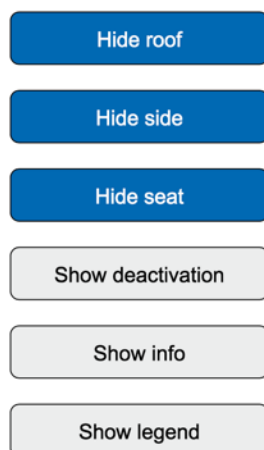 Hide roof
Hide side
Hide seat
Show deactivation
Show info
Show legend